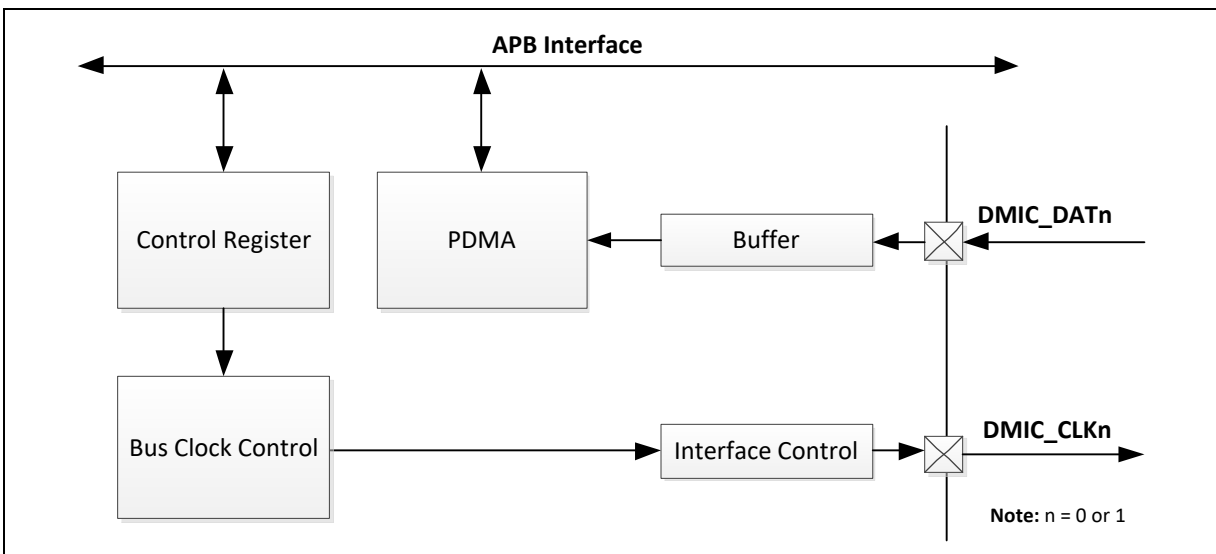 APB Interface
Control Register
PDMA
Buffer
DMIC_DATn
Bus Clock Control
Interface Control
DMIC_CLKn
Note: n = 0 or 1